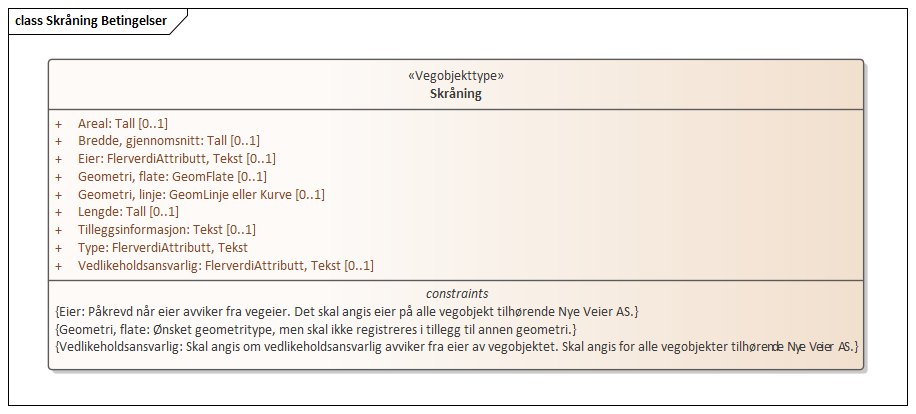 class Skråning Betingelser
«Vegobjekttype»
Skråning
+ Areal: Tall [0..1]
+ Bredde, gjennomsnitt: Tall [0..1]
+ Eier: FlerverdiAttributt, Tekst [0..1]
+ Geometri, flate: GeomFlate [0..1]
+ Geometri, linje: GeomLinje eller Kurve [0..1]
+ Lengde: Tall [0..1]
+ Tilleggsinformasjon: Tekst [0..1]
+ Type: FlerverdiAttributt, Tekst
+ Vedlikeholdsansvarlig: FlerverdiAttributt, Tekst [0..1]
constraints
{Eier: Påkrevd når eier avviker fra vegeier. Det skal angis eier på alle vegobjekt tilhørende Nye Veier AS.}
{Geometri, flate: Ønsket geometritype, men skal ikke registreres i tillegg til annen geometri.}
{Vedlikeholdsansvarlig: Skal angis om vedlikeholdsansvarlig avviker fra eier av vegobjektet. Skal angis for alle vegobjekter tilhørende Nye Veier AS.}